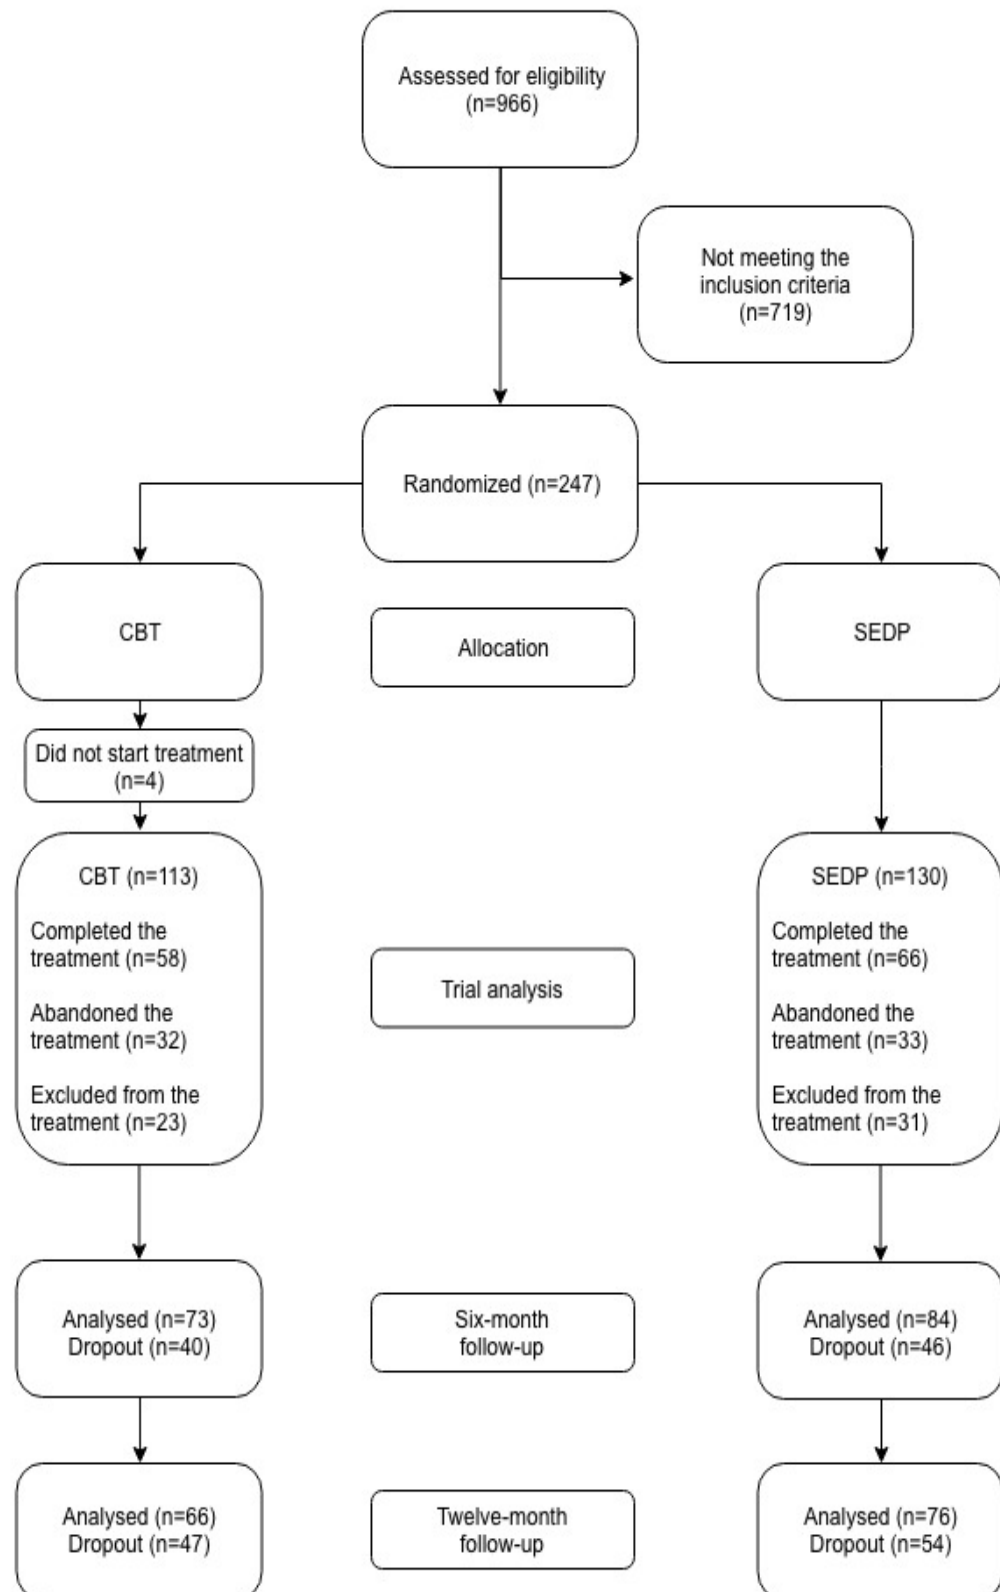 Assessed for eligibility
(n=966)
Not meeting the
inclusion criteria
(n=719)
Randomized (n=247)
CBT
Allocation
SEDP
Did not start treatment
(n=4)
CBT (n=113)
Completed the
treatment (n=58)
Abandoned the
treatment (n=32)
Excluded from the
treatment (n=23)
Trial analysis
SEDP (n=130)
Completed the
treatment (n=66)
Abandoned the
treatment (n=33)
Excluded from the
treatment (n=31)
Analysed (n=73)
Dropout (n=40)
Six-month
follow-up
Analysed (n=84)
Dropout (n=46)
Analysed (n=66)
Dropout (n=47)
Twelve-month
follow-up
Analysed (n=76)
Dropout (n=54)